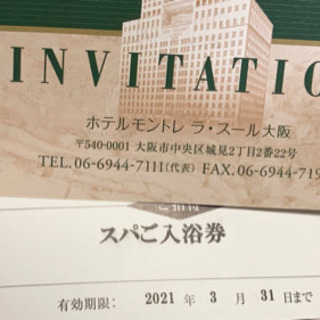 INVITATIO
ホテルモントレ ラ・スール大阪
〒540-0001 大阪市中央区城見2丁目2番22号
TEL.06-6944-7111(代表) FAX.06-6944-719
スパご入浴券
有効期限: 2021 年 3 月 31 日まで